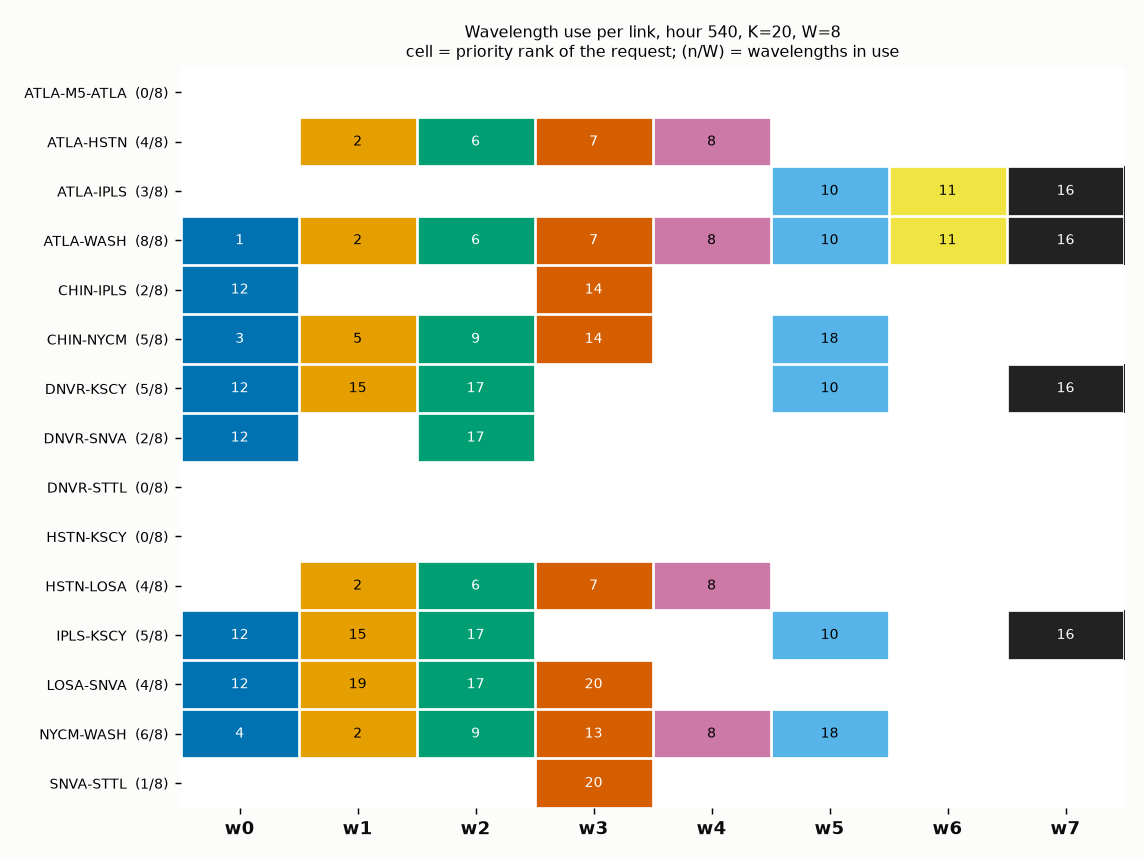 Wavelength use per link, hour 540, K=20, W=8
cell = priority rank of the request; (n/W) = wavelengths in use
ATLA-M5-ATLA (0/8)
ATLA-HSTN (4/8) 2 6 7 8
ATLA-IPLS (3/8) 10 11 16
ATLA-WASH (8/8) 1 2 6 7 8 10 11 16
CHIN-IPLS (2/8) 12 14
CHIN-NYCM (5/8) 3 5 9 14 18
DNVR-KSCY (5/8) 12 15 17 10 16
DNVR-SNVA (2/8) 12 17
DNVR-STTL (0/8)
HSTN-KSCY (0/8)
HSTN-LOSA (4/8) 2 6 7 8
IPLS-KSCY (5/8) 12 15 17 10 16
LOSA-SNVA (4/8) 12 19 17 20
NYCM-WASH (6/8) 4 2 9 13 8 18
SNVA-STTL (1/8) 20
w0 w1 w2 w3 w4 w5 w6 w7